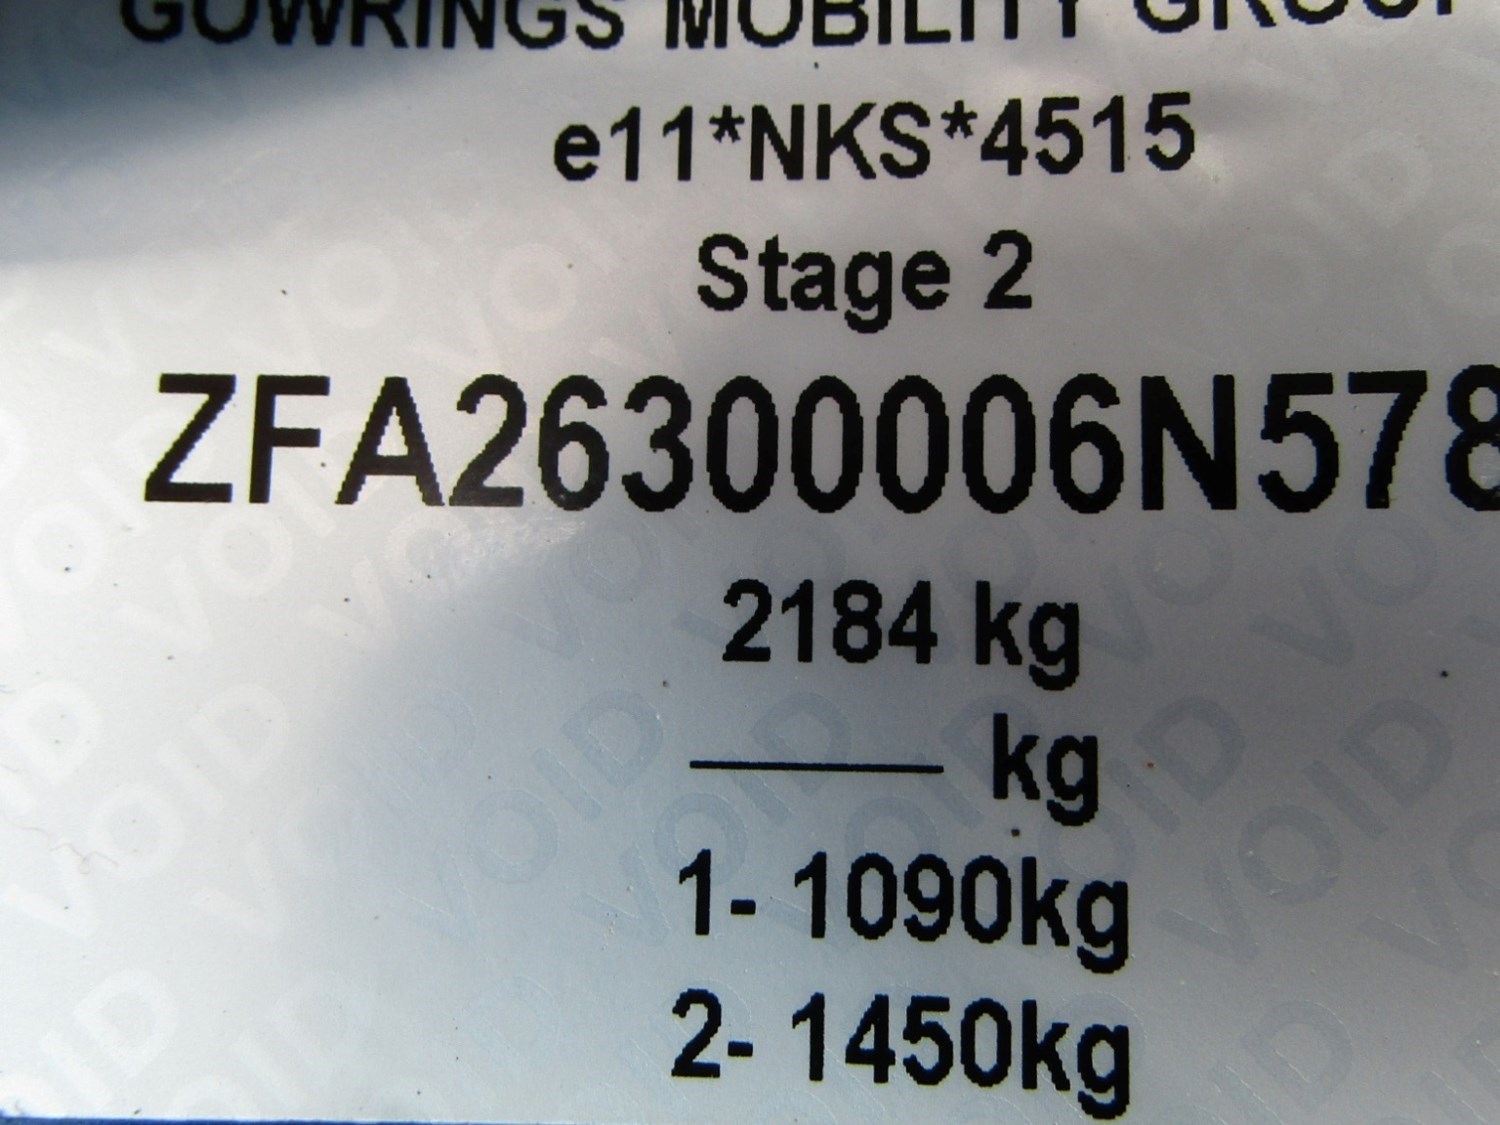 GOWRINGS MOBILITY GROUP
e11*NKS*4515
Stage 2
ZFA26300006N578
2184 kg
kg
1- 1090kg
2- 1450kg